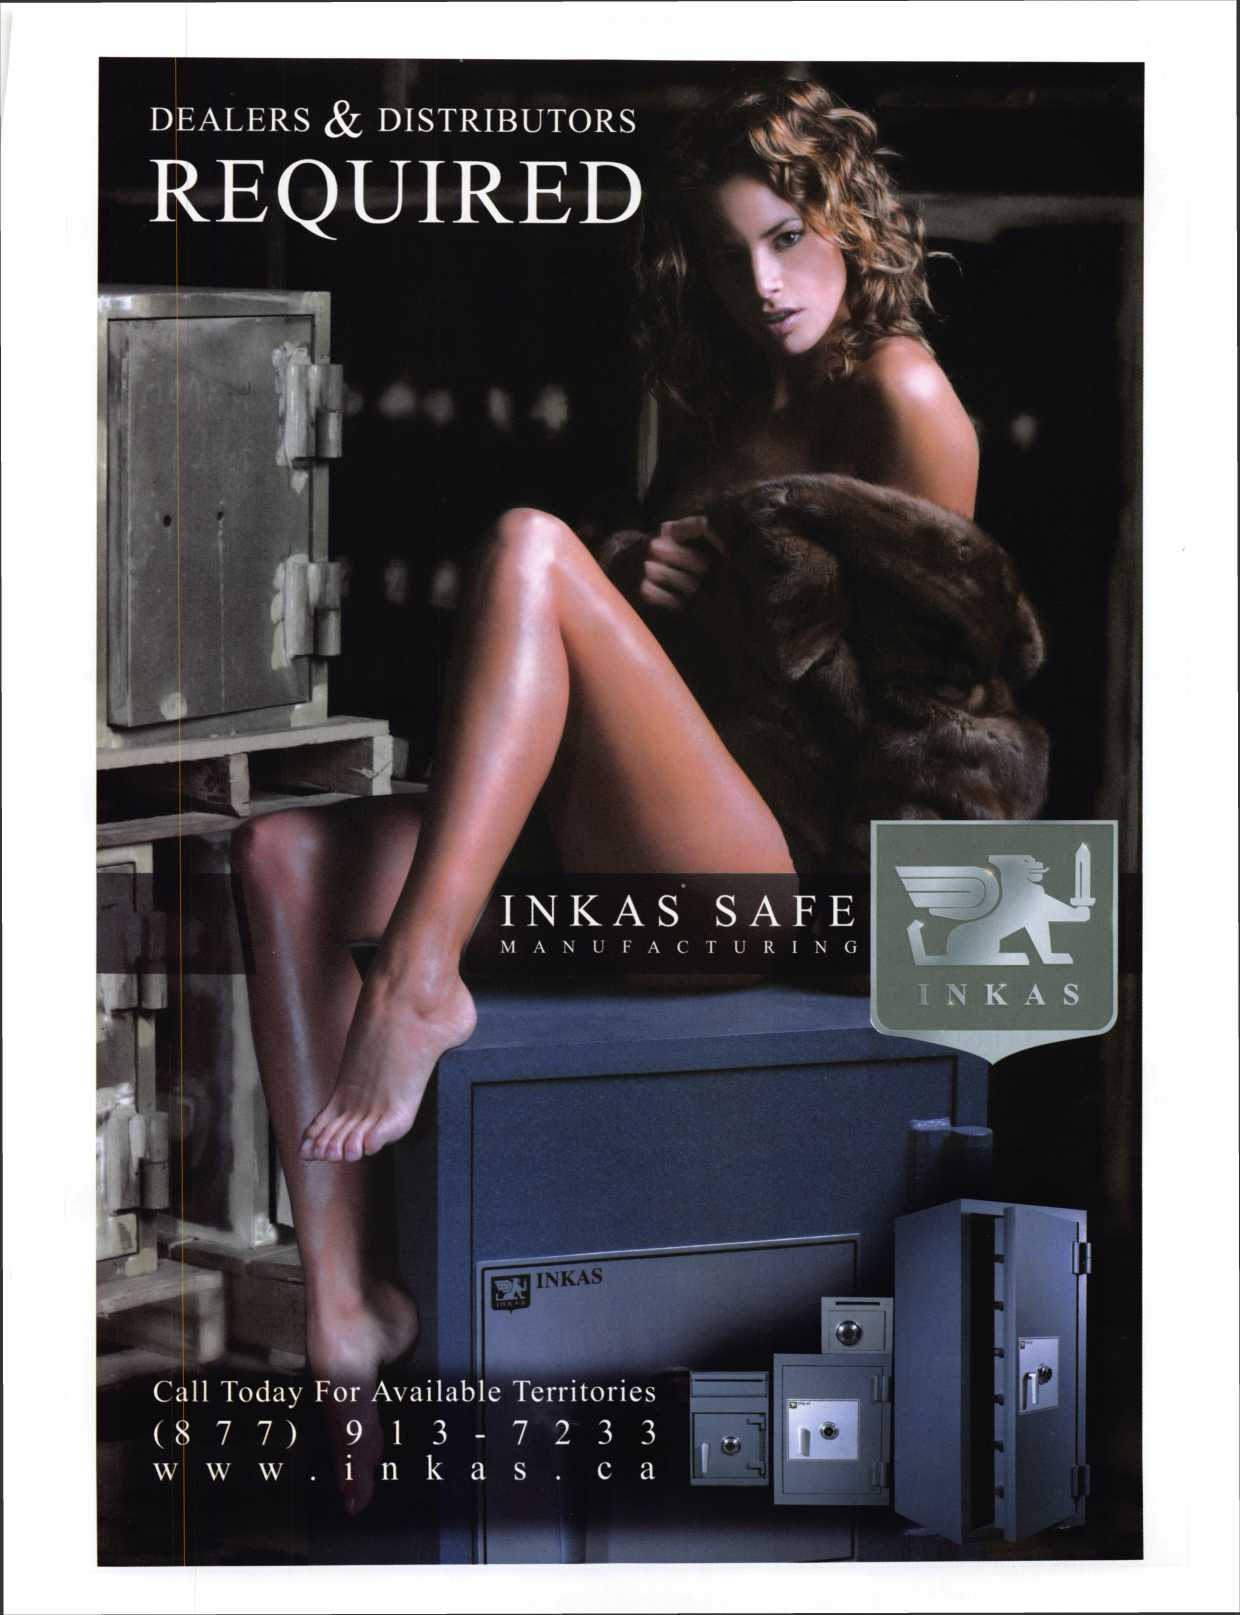 DEALERS & DISTRIBUTORS
REQUIRED
INKAS SAFE
MANUFACTURING
INKAS
INKAS
INKAS
Call Today For Available Territories
(877) 913-7233
www.inkas.ca